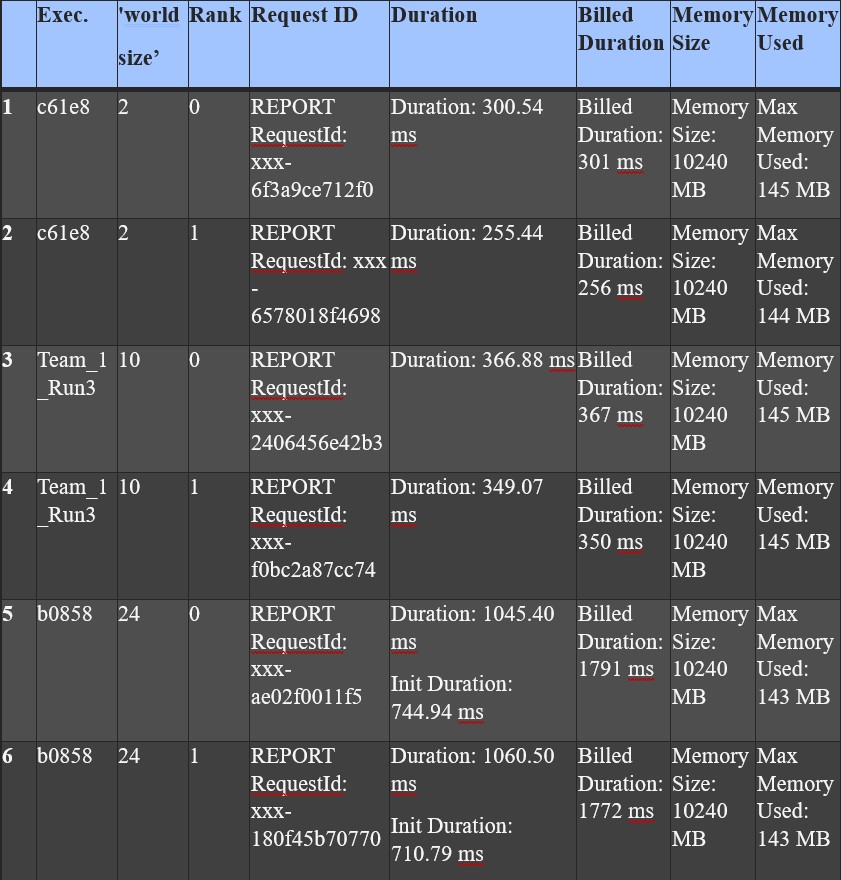 Exec.
'world
size’
Rank
Request ID
Duration
Billed
Duration
Memory
Size
Memory
Used
1
c61e8
2
0
REPORT
RequestId:
xxx-
6f3a9ce712f0
Duration: 300.54
ms
Billed
Duration:
301 ms
Memory
Size:
10240
MB
Max
Memory
Used:
145 MB
2
c61e8
2
1
REPORT
RequestId: xxx
-
6578018f4698
Duration: 255.44
ms
Billed
Duration:
256 ms
Memory
Size:
10240
MB
Max
Memory
Used:
144 MB
3
Team_1
_Run3
10
0
REPORT
RequestId:
xxx-
2406456e42b3
Duration: 366.88 ms
Billed
Duration:
367 ms
Memory
Size:
10240
MB
Memory
Used:
145 MB
4
Team_1
_Run3
10
1
REPORT
RequestId:
xxx-
f0bc2a87cc74
Duration: 349.07
ms
Billed
Duration:
350 ms
Memory
Size:
10240
MB
Memory
Used:
145 MB
5
b0858
24
0
REPORT
RequestId:
xxx-
ae02f0011f5
Duration: 1045.40
ms
Init Duration:
744.94 ms
Billed
Duration:
1791 ms
Memory
Size:
10240
MB
Max
Memory
Used:
143 MB
6
b0858
24
1
REPORT
RequestId:
xxx-
180f45b70770
Duration: 1060.50
ms
Init Duration:
710.79 ms
Billed
Duration:
1772 ms
Memory
Size:
10240
MB
Max
Memory
Used:
143 MB